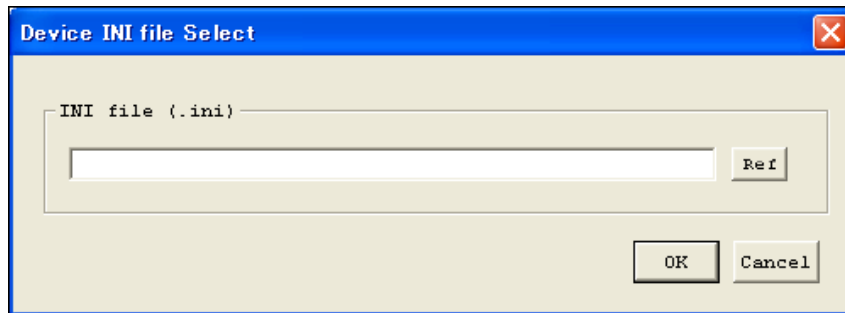 Device INI file Select
INI file (.ini)
Ref
OK
Cancel